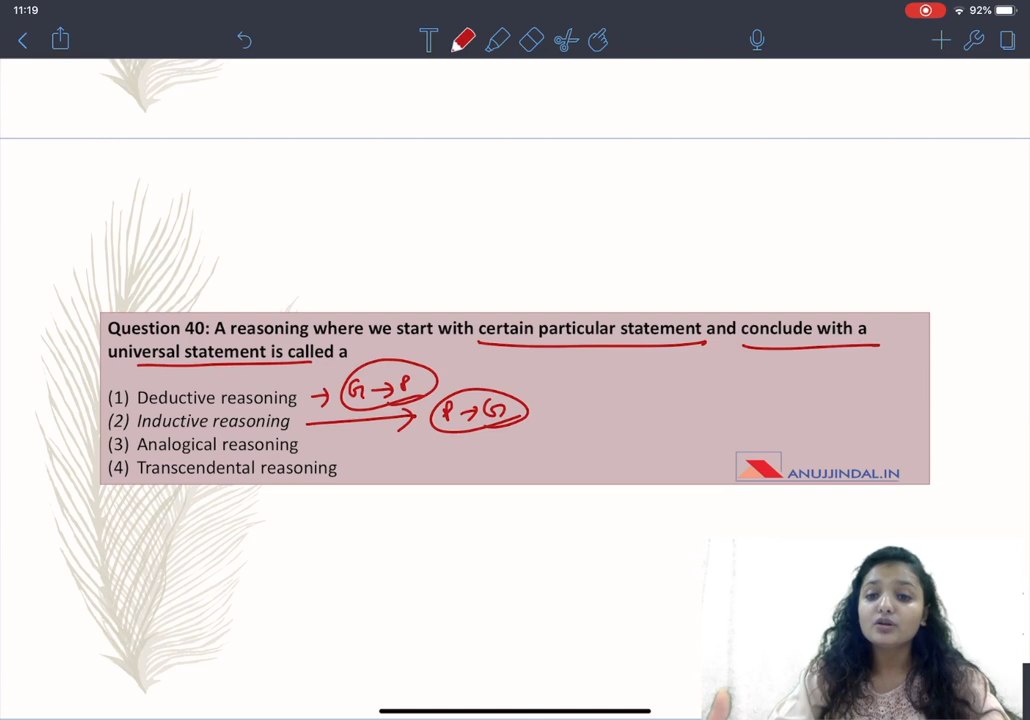 11:19
92%
T
Question 40: A reasoning where we start with certain particular statement and conclude with a
universal statement is called a
(1) Deductive reasoning → G → P
(2) Inductive reasoning → P → G
(3) Analogical reasoning
(4) Transcendental reasoning
ANUJJINDAL.IN